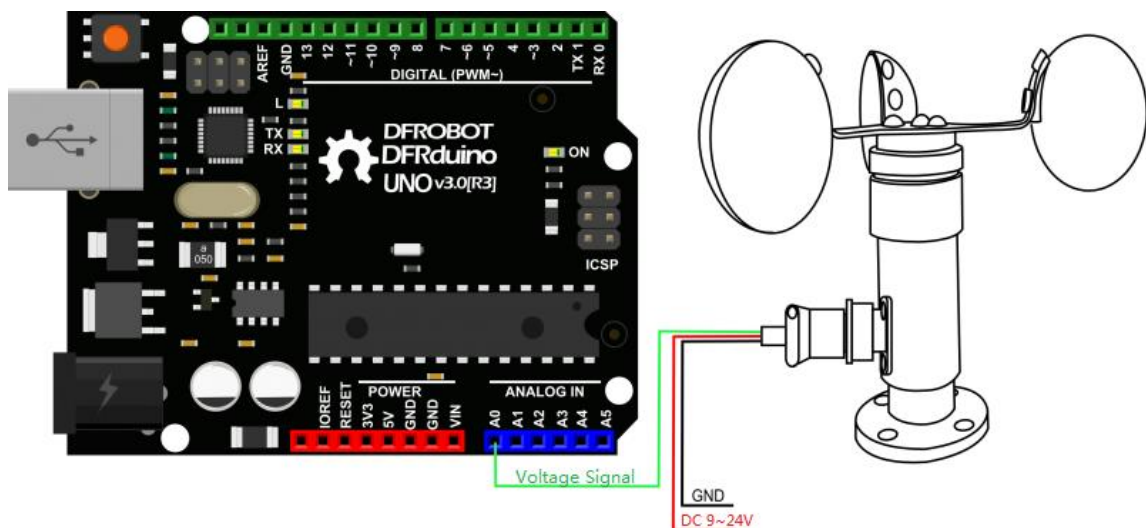 AREF
GND
13
12
~11
~10
~9
8
7
~6
~5
4
~3
2
TX 1
RX 0
DIGITAL (PWM~)
L
TX
RX
DFROBOT
DFRduino
UNO v3.0[R3]
ON
a
050
ICSP
POWER
ANALOG IN
IOREF
RESET
3V3
5V
GND
GND
VIN
A0
A1
A2
A3
A4
A5
Voltage Signal
GND
DC 9~24V